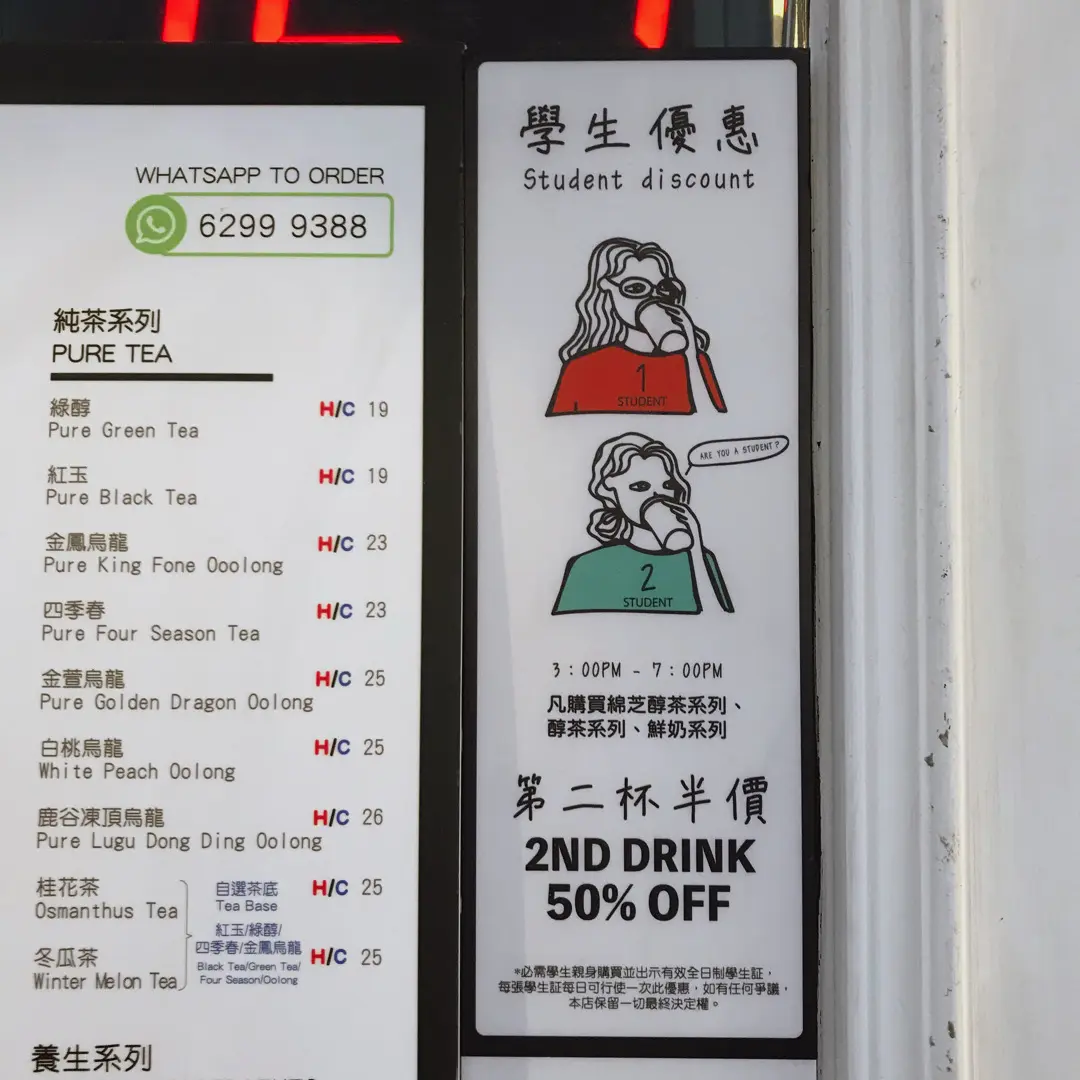 WHATSAPP TO ORDER
6299 9388
純茶系列
PURE TEA
綠醇 H/C 19
Pure Green Tea
紅玉 H/C 19
Pure Black Tea
金鳳烏龍 H/C 23
Pure King Fone Ooolong
四季春 H/C 23
Pure Four Season Tea
金萱烏龍 H/C 25
Pure Golden Dragon Oolong
白桃烏龍 H/C 25
White Peach Oolong
鹿谷凍頂烏龍 H/C 26
Pure Lugu Dong Ding Oolong
桂花茶 H/C 25
Osmanthus Tea
冬瓜茶 H/C 25
Winter Melon Tea
自選茶底
Tea Base
紅玉/綠醇/
四季春/金鳳烏龍
Black Tea/Green Tea/
Four Season/Oolong
養生系列
學生優惠
Student discount
1
STUDENT
ARE YOU A STUDENT?
2
STUDENT
3:00PM - 7:00PM
凡購買綿芝醇茶系列、
醇茶系列、鮮奶系列
第二杯半價
2ND DRINK
50% OFF
*必需學生親身購買並出示有效全日制學生証，
每張學生証每日可行使一次此優惠，如有任何爭議，
本店保留一切最終決定權。